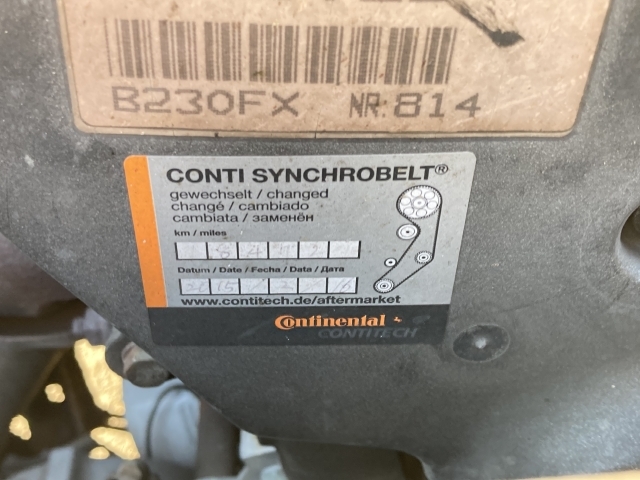 B230FX NR:814
CONTI SYNCHROBELT®
gewechselt / changed
changé / cambiado
cambiata / заменён
km / miles
Datum / Date / Fecha / Data / Дата
www.contitech.de/aftermarket
Continental
CONTITECH